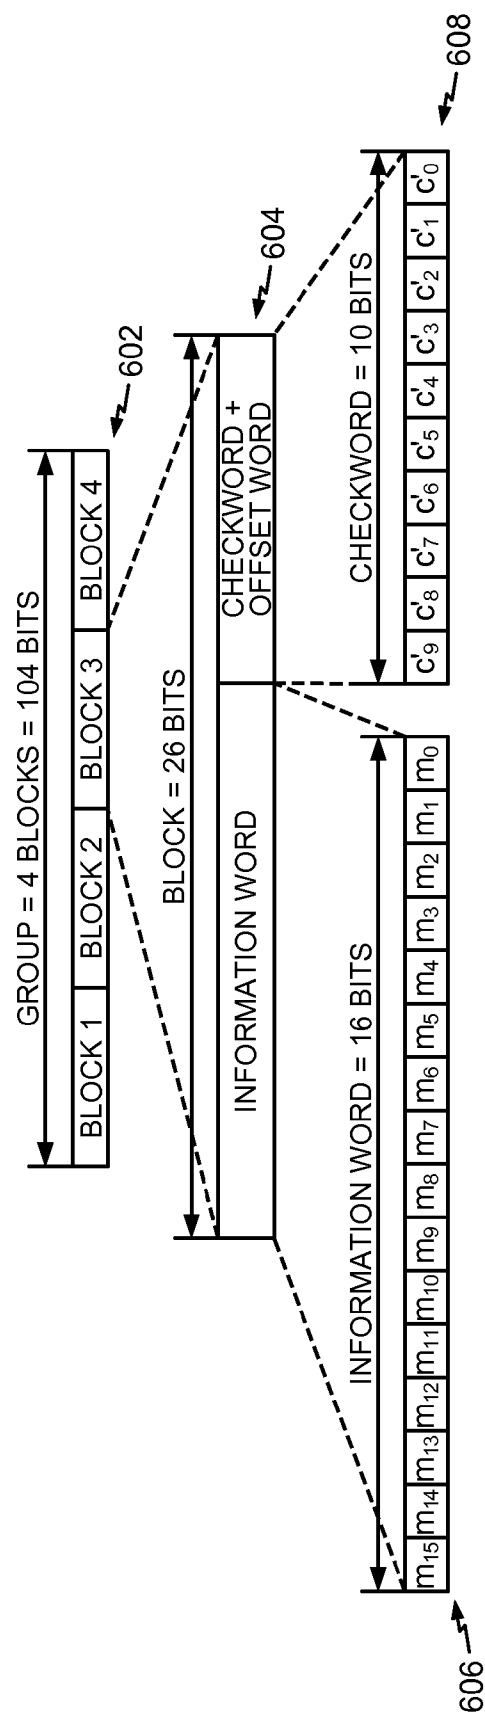 GROUP = 4 BLOCKS = 104 BITS
BLOCK 1 BLOCK 2 BLOCK 3 BLOCK 4
602
BLOCK = 26 BITS
604
INFORMATION WORD
CHECKWORD +
OFFSET WORD
INFORMATION WORD = 16 BITS
CHECKWORD = 10 BITS
608
m15 m14 m13 m12 m11 m10 m9 m8 m7 m6 m5 m4 m3 m2 m1 m0
c'9 c'8 c'7 c'6 c'5 c'4 c'3 c'2 c'1 c'0
606